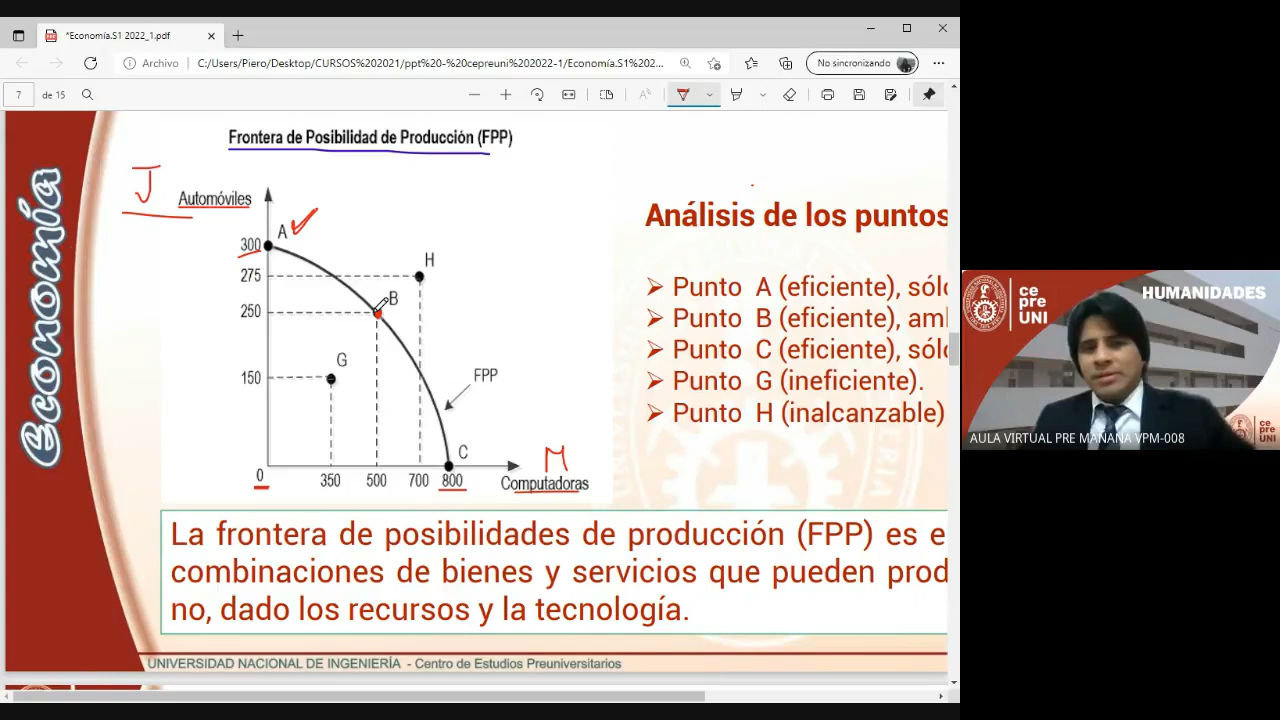 *Economía.S1 2022_1.pdf
Archivo C:/Users/Piero/Desktop/CURSOS%202021/ppt%20-%20cepreuni%202022-1/Economía.S1%202... No sincronizando
7 de 15
Economía
Frontera de Posibilidad de Producción (FPP)
J
Automóviles
A
300
275
H
B
250
G
150
FPP
C
M
0 350 500 700 800
Computadoras
Análisis de los puntos
Punto A (eficiente), sólo
Punto B (eficiente), am
Punto C (eficiente), sólo
Punto G (ineficiente).
Punto H (inalcanzable)
La frontera de posibilidades de producción (FPP) es e
combinaciones de bienes y servicios que pueden prod
no, dado los recursos y la tecnología.
UNIVERSIDAD NACIONAL DE INGENIERÍA - Centro de Estudios Preuniversitarios
ce
pre
UNI
HUMANIDADES
AULA VIRTUAL PRE MAÑANA VPM-008